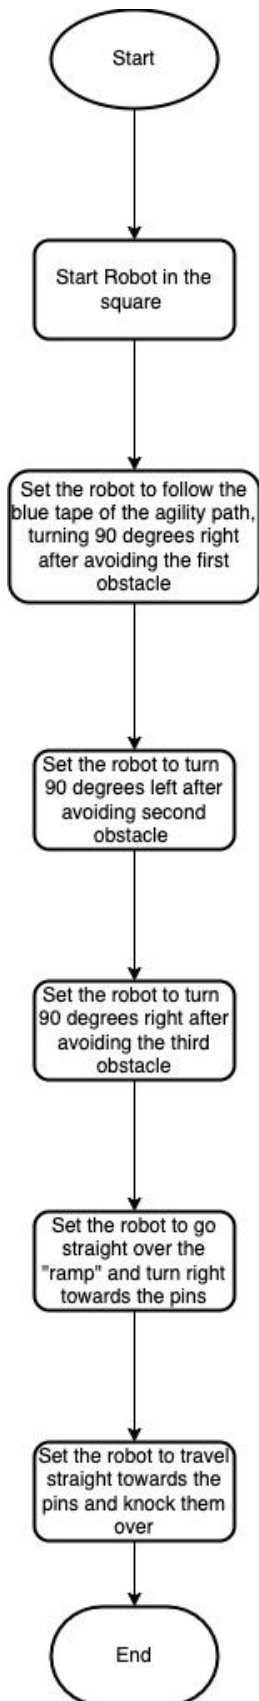 Start
Start Robot in the
square
Set the robot to follow the
blue tape of the agility path,
turning 90 degrees right
after avoiding the first
obstacle
Set the robot to turn
90 degrees left after
avoiding second
obstacle
Set the robot to turn
90 degrees right after
avoiding the third
obstacle
Set the robot to go
straight over the
"ramp" and turn right
towards the pins
Set the robot to travel
straight towards the
pins and knock them
over
End